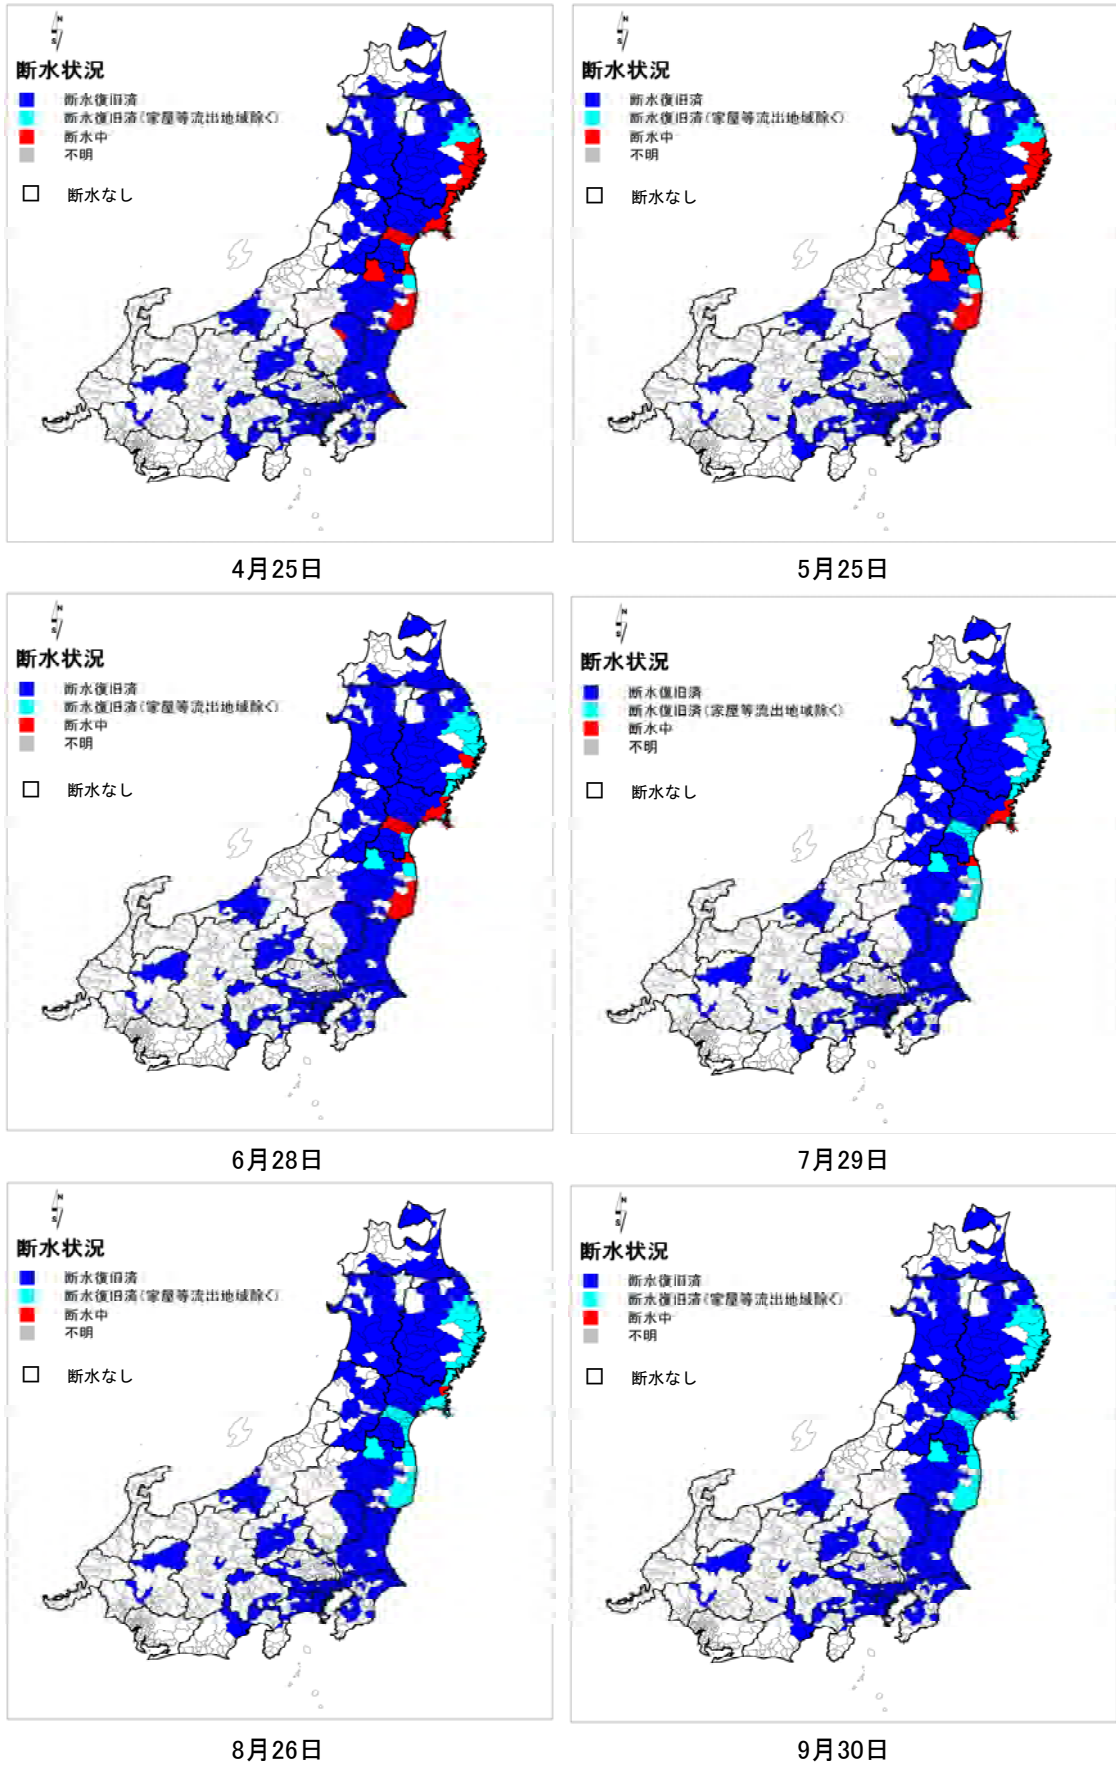 N
S
断水状況
断水復旧済
断水復旧済(家屋等流出地域除く)
断水中
不明
断水なし
4月25日
N
S
断水状況
断水復旧済
断水復旧済(家屋等流出地域除く)
断水中
不明
断水なし
5月25日
N
S
断水状況
断水復旧済
断水復旧済(家屋等流出地域除く)
断水中
不明
断水なし
6月28日
N
S
断水状況
断水復旧済
断水復旧済(家屋等流出地域除く)
断水中
不明
断水なし
7月29日
N
S
断水状況
断水復旧済
断水復旧済(家屋等流出地域除く)
断水中
不明
断水なし
8月26日
N
S
断水状況
断水復旧済
断水復旧済(家屋等流出地域除く)
断水中
不明
断水なし
9月30日